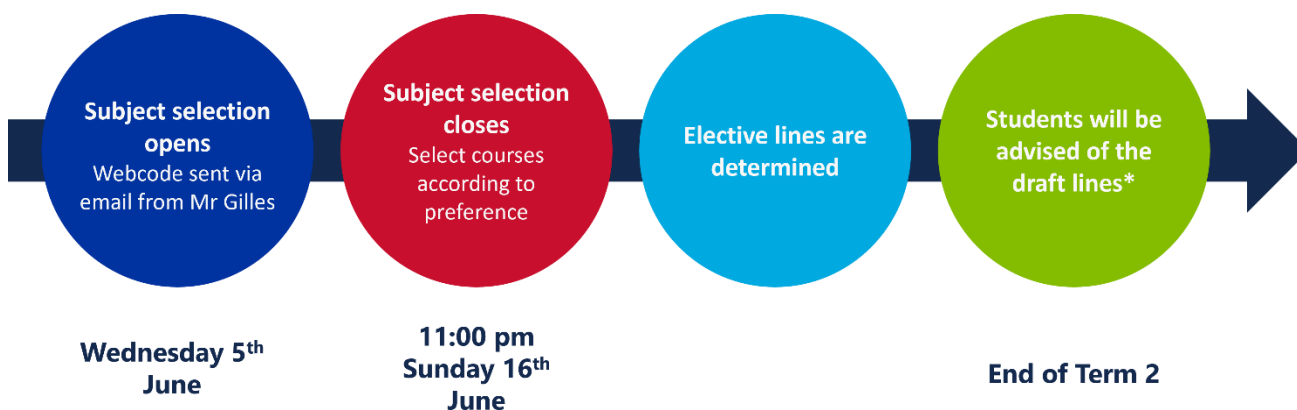 Subject selection
opens
Webcode sent via
email from Mr Gilles
Subject selection
closes
Select courses
according to
preference
Elective lines are
determined
Students will be
advised of the
draft lines*
Wednesday 5th
June
11:00 pm
Sunday 16th
June
End of Term 2